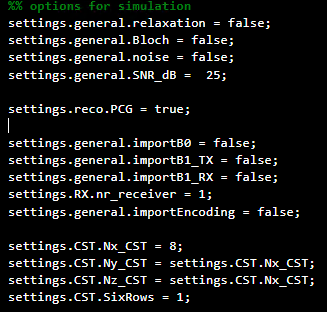 %% options for simulation
settings.general.relaxation = false;
settings.general.Bloch = false;
settings.general.noise = false;
settings.general.SNR_dB =  25;
settings.reco.PCG = true;
settings.general.importB0 = false;
settings.general.importB1_TX = false;
settings.general.importB1_RX = false;
settings.RX.nr_receiver = 1;
settings.general.importEncoding = false;
settings.CST.Nx_CST = 8;
settings.CST.Ny_CST = settings.CST.Nx_CST;
settings.CST.Nz_CST = settings.CST.Nx_CST;
settings.CST.SixRows = 1;